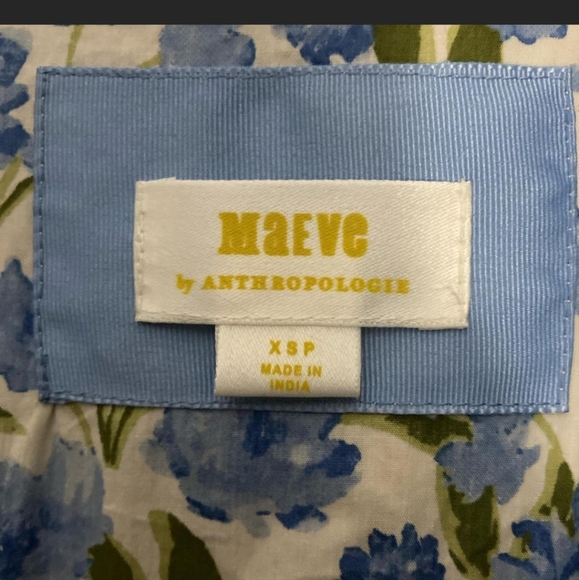 MaEVe
by ANTHROPOLOGIE
XSP
MADE IN
INDIA